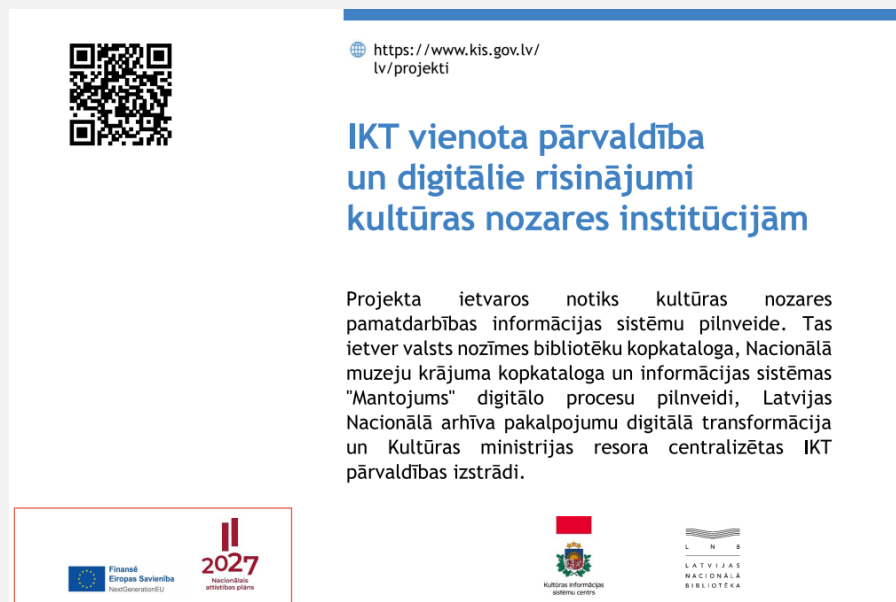 https://www.kis.gov.lv/
lv/projekti
IKT vienota pārvaldība
un digitālie risinājumi
kultūras nozares institūcijām
Projekta ietvaros notiks kultūras nozares
pamatdarbības informācijas sistēmu pilnveide. Tas
ietver valsts nozīmes bibliotēku kopkataloga, Nacionālā
muzeju krājuma kopkataloga un informācijas sistēmas
"Mantojums" digitālo procesu pilnveidi, Latvijas
Nacionālā arhīva pakalpojumu digitālā transformācija
un Kultūras ministrijas resora centralizētas IKT
pārvaldības izstrādi.
Finansē
Eiropas Savienība
NextGenerationEU
2027
Nacionālais
attīstības plāns
Kultūras informācijas
sistēmu centrs
L N B
LATVIJAS
NACIONĀLĀ
BIBLIOTĒKA